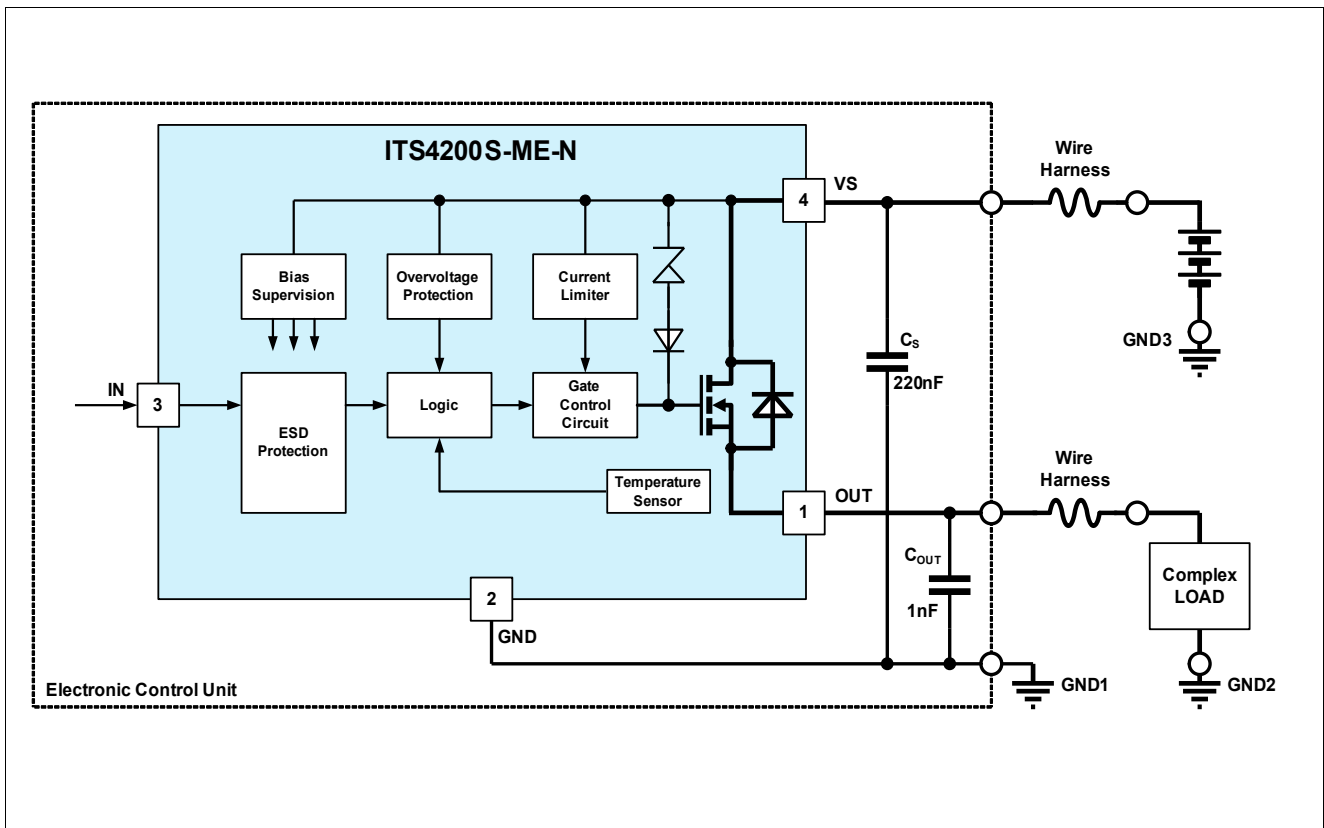 ITS4200S-ME-N
Wire
Harness
VS
4
Bias
Supervision
Overvoltage
Protection
Current
Limiter
GND3
CS
220nF
IN
3
ESD
Protection
Logic
Gate
Control
Circuit
Temperature
Sensor
Wire
Harness
OUT
1
COUT
1nF
Complex
LOAD
2
GND
GND1
GND2
Electronic Control Unit